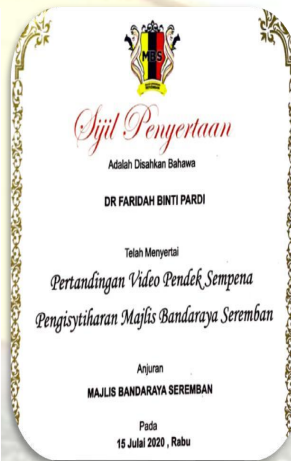 MBS
Sijil Penyertaan
Adalah Disahkan Bahawa
DR FARIDAH BINTI PARDI
Telah Menyertai
Pertandingan Video Pendek Sempena
Pengisytiharan Majlis Bandaraya Seremban
Anjuran
MAJLIS BANDARAYA SEREMBAN
Pada
15 Julai 2020 , Rabu